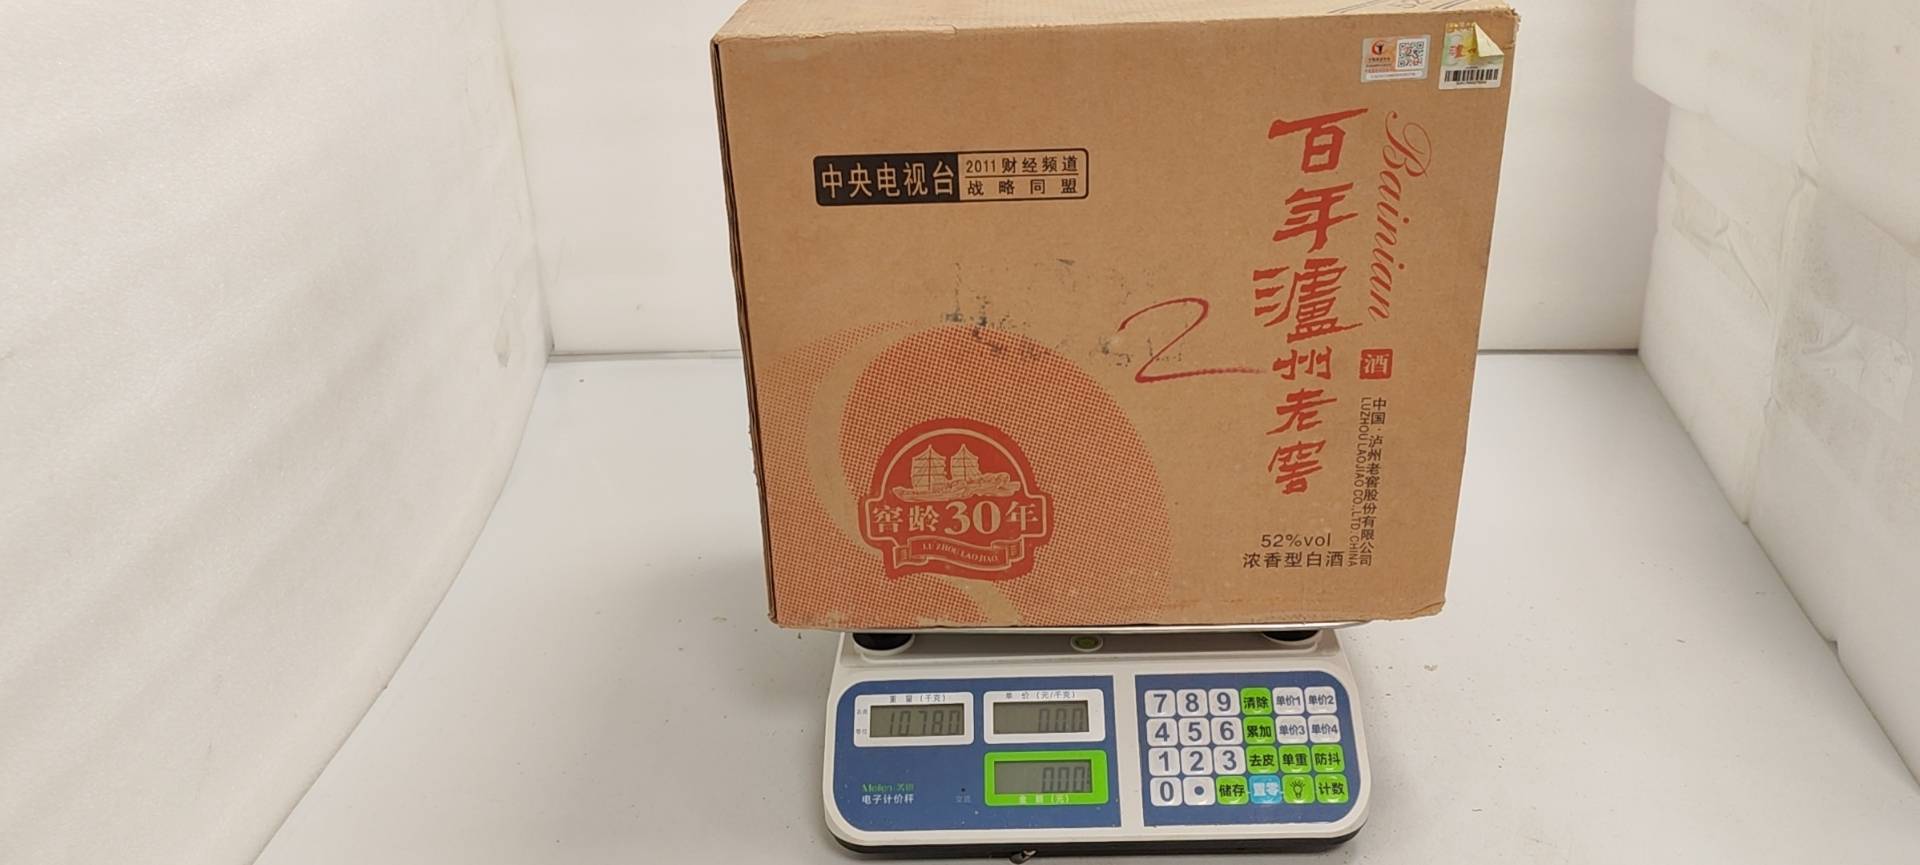 中央电视台
2011财经频道
战略同盟
百年泸州老窖
Bainian
酒
中国·泸州老窖股份有限公司
LUZHOU LAOJIAO CO.,LTD CHINA
2
窖龄30年
LU ZHOU LAO JIAO
52%vol
浓香型白酒
重量(千克)
单价(元/千克)
10.780
0.00
0.00
金额(元)
Meilen
电子计价秤
交流
7 8 9 清除 单价1 单价2
4 5 6 累加 单价3 单价4
1 2 3 去皮 单重 防抖
0 • 储存 置零 计数